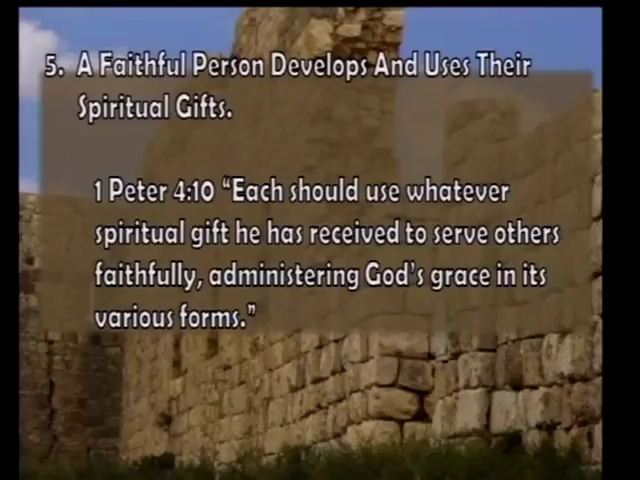 5. A Faithful Person Develops And Uses Their
Spiritual Gifts.
1 Peter 4:10 “Each should use whatever
spiritual gift he has received to serve others
faithfully, administering God’s grace in its
various forms.”